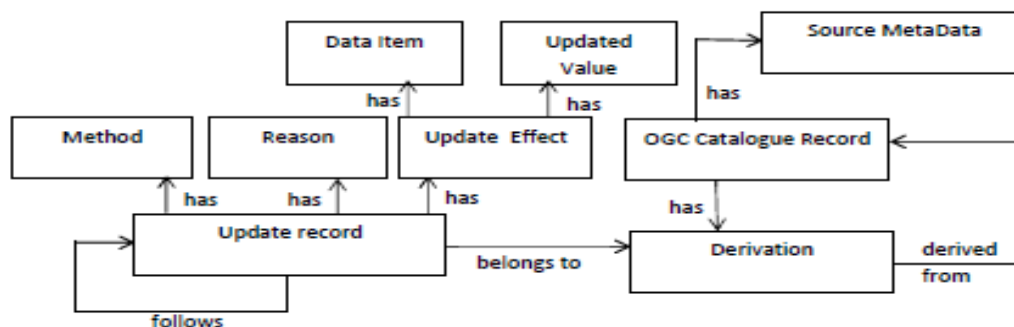 Data Item
Updated
Value
Source MetaData
has
has
has
Method
Reason
Update Effect
OGC Catalogue Record
has
has
has
has
Update record
Derivation
derived
belongs to
from
follows